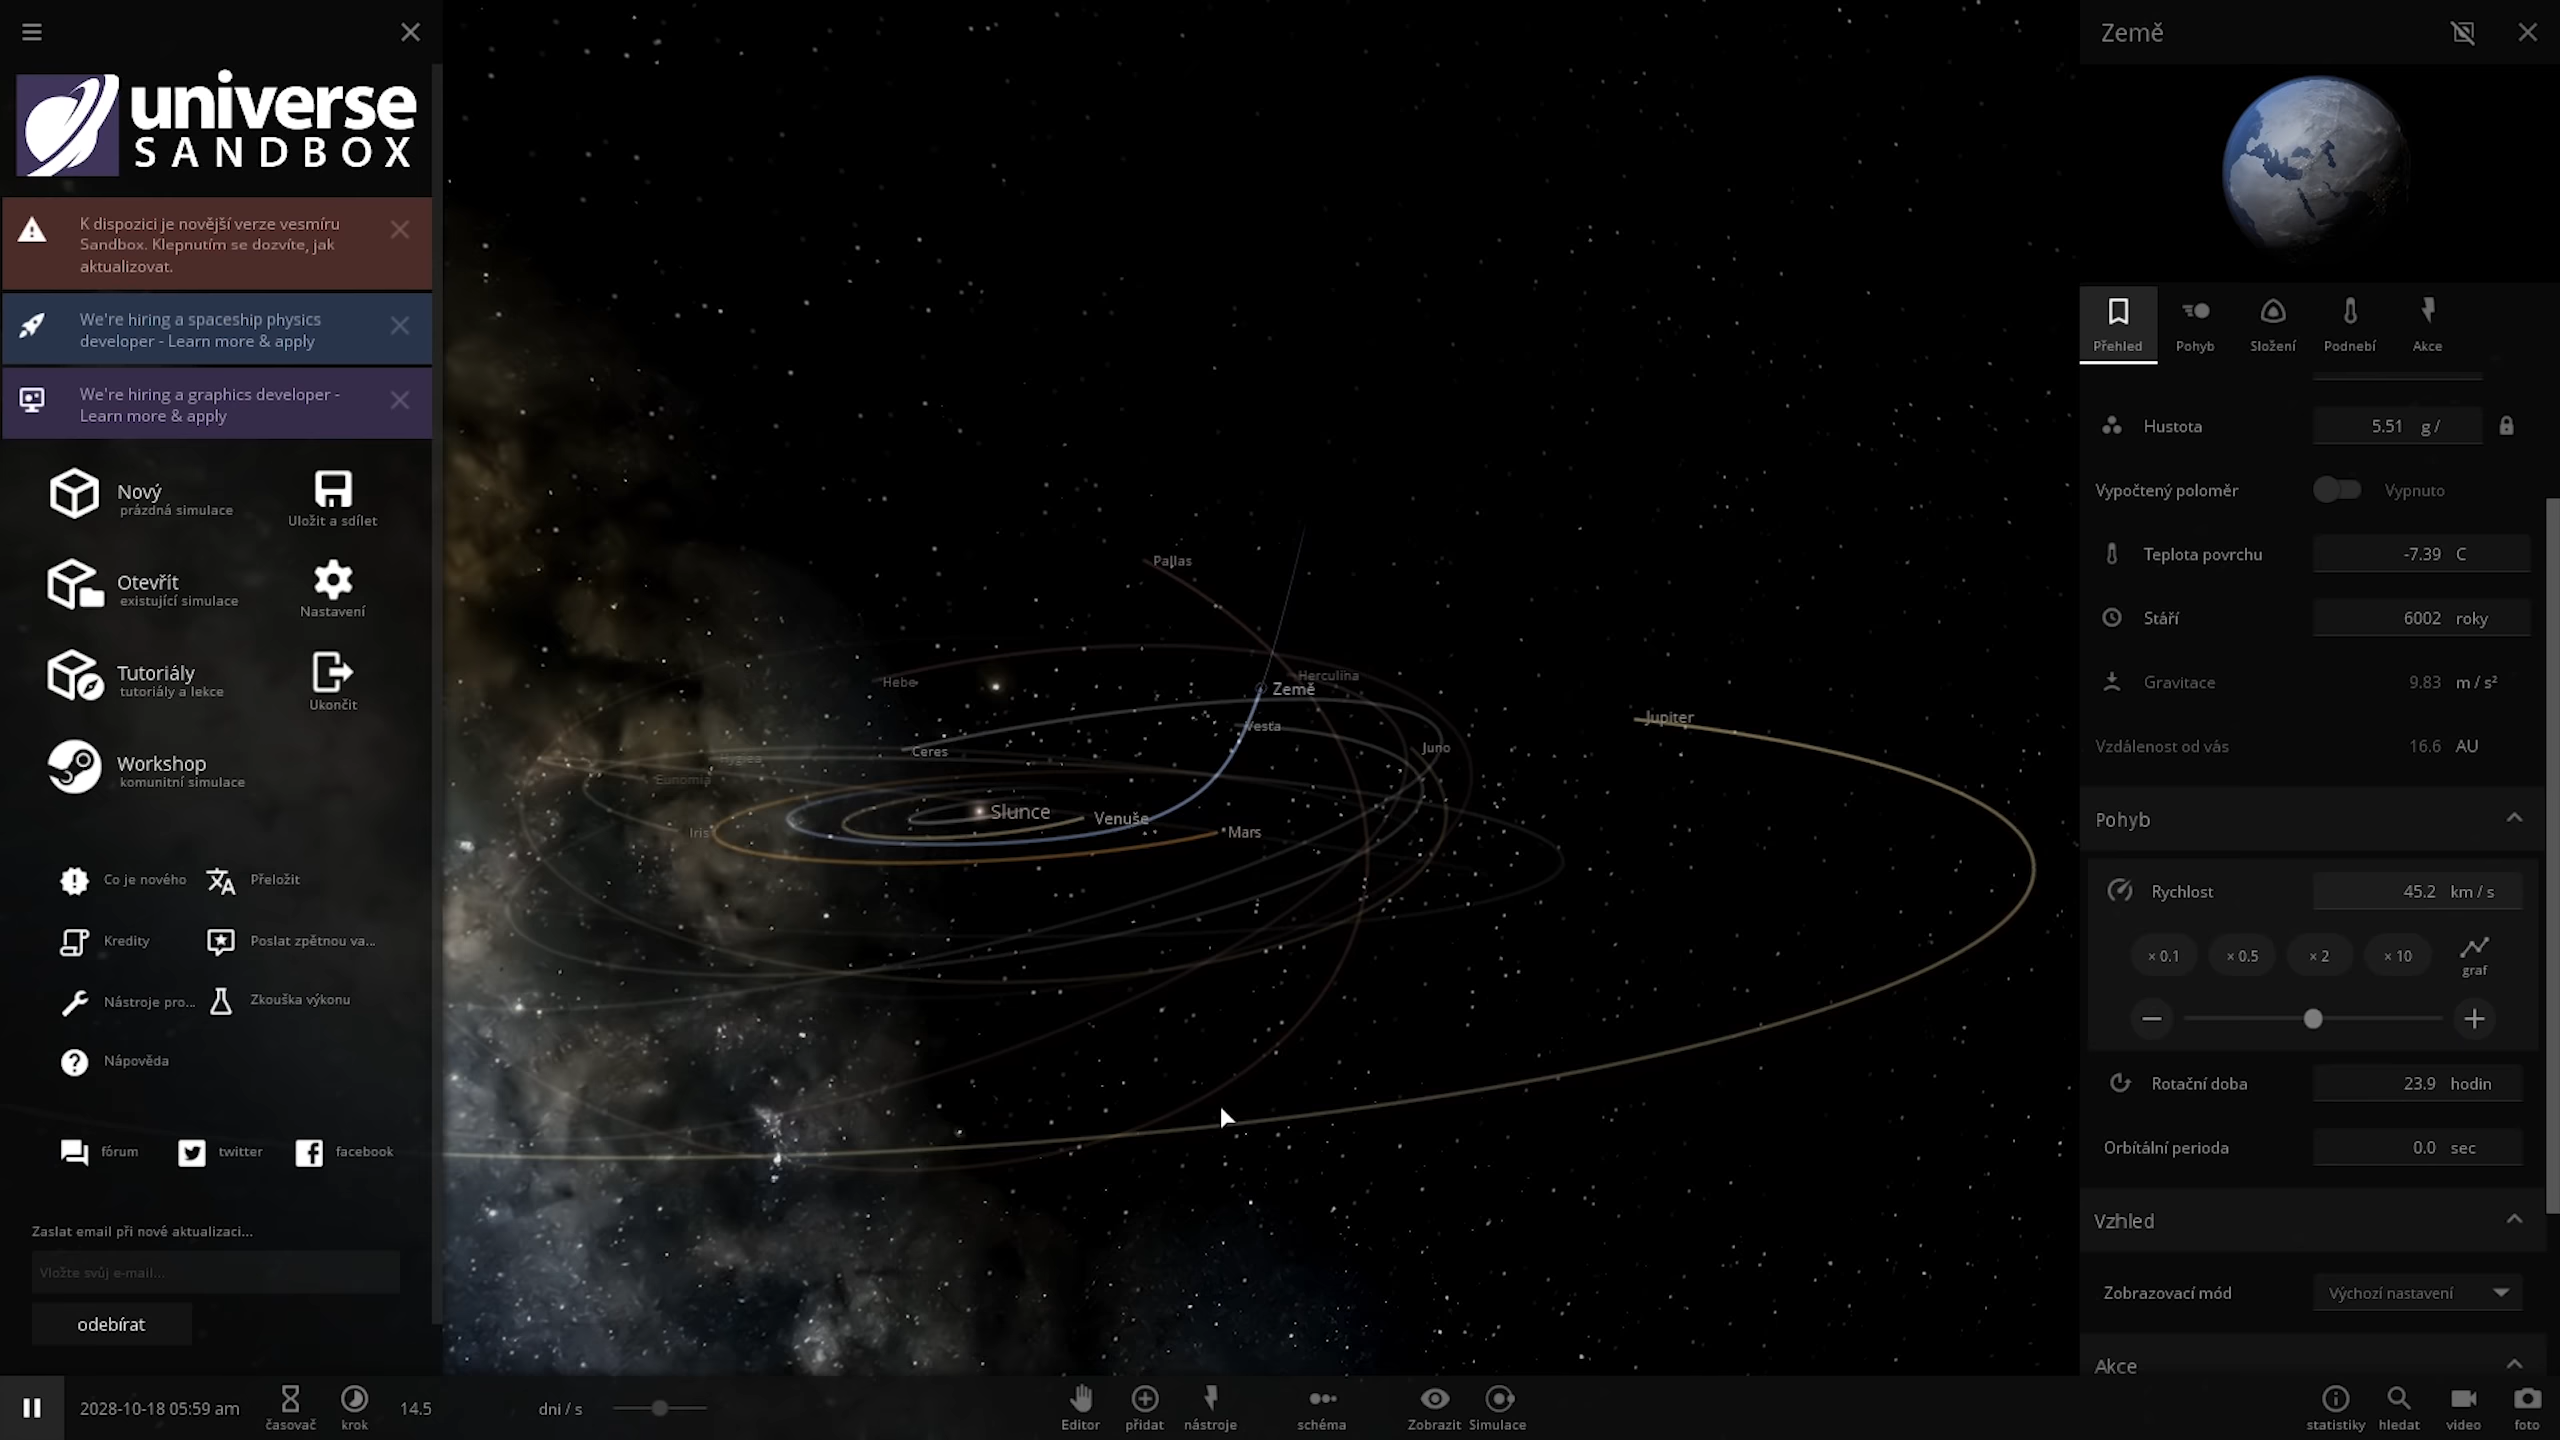 universe
SANDBOX
K dispozici je novější verze vesmíru
Sandbox. Klepnutím se dozvíte, jak
aktualizovat.
We're hiring a spaceship physics
developer - Learn more & apply
We're hiring a graphics developer -
Learn more & apply
Nový
prázdná simulace
Uložit a sdílet
Otevřít
existující simulace
Nastavení
Tutoriály
tutoriály a lekce
Ukončit
Workshop
komunitní simulace
Co je nového
Přeložit
Kredity
Poslat zpětnou va...
Nástroje pro...
Zkouška výkonu
Nápověda
fórum
twitter
facebook
Zaslat email při nové aktualizaci...
Vložte svůj e-mail...
odebírat
Pallas
Hebe
Herculina
Země
Vesta
Jupiter
Ceres
Juno
Hygiea
Eunomia
Slunce
Venuše
Iris
Mars
Země
Přehled
Pohyb
Složení
Podnebí
Akce
Hustota 5.51 g /
Vypočtený poloměr Vypnuto
Teplota povrchu -7.39 C
Stáří 6002 roky
Gravitace 9.83 m / s²
Vzdálenost od vás 16.6 AU
Pohyb
Rychlost 45.2 km / s
× 0.1 × 0.5 × 2 × 10 graf
Rotační doba 23.9 hodin
Orbitální perioda 0.0 sec
Vzhled
Zobrazovací mód Výchozí nastavení
Akce
2028-10-18 05:59 am
časovač
krok
14.5 dni / s
Editor
přidat
nástroje
schéma
Zobrazit
Simulace
statistiky
hledat
video
foto